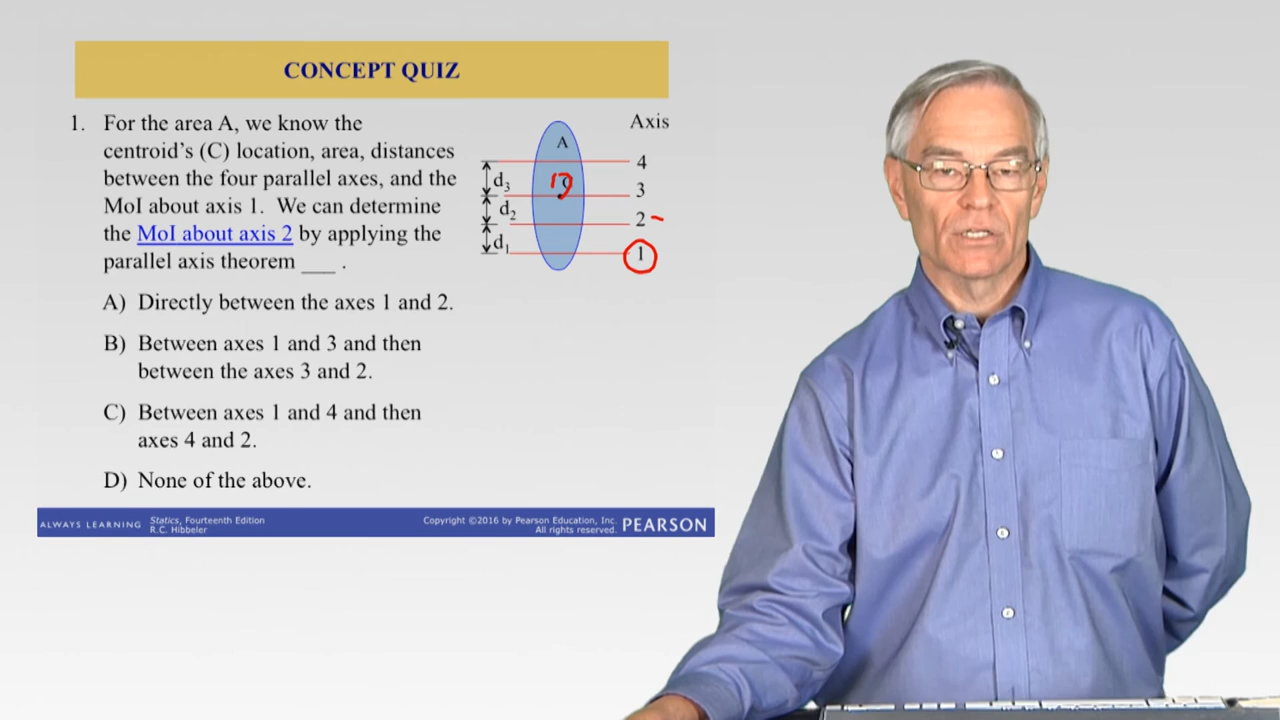 CONCEPT QUIZ
1. For the area A, we know the
centroid's (C) location, area, distances
between the four parallel axes, and the
MoI about axis 1. We can determine
the MoI about axis 2 by applying the
parallel axis theorem ___ .
Axis
A
4
d3
3
d2
2
d1
1
A) Directly between the axes 1 and 2.
B) Between axes 1 and 3 and then
between the axes 3 and 2.
C) Between axes 1 and 4 and then
axes 4 and 2.
D) None of the above.
ALWAYS LEARNING
Statics, Fourteenth Edition
R.C. Hibbeler
Copyright ©2016 by Pearson Education, Inc.
All rights reserved.
PEARSON